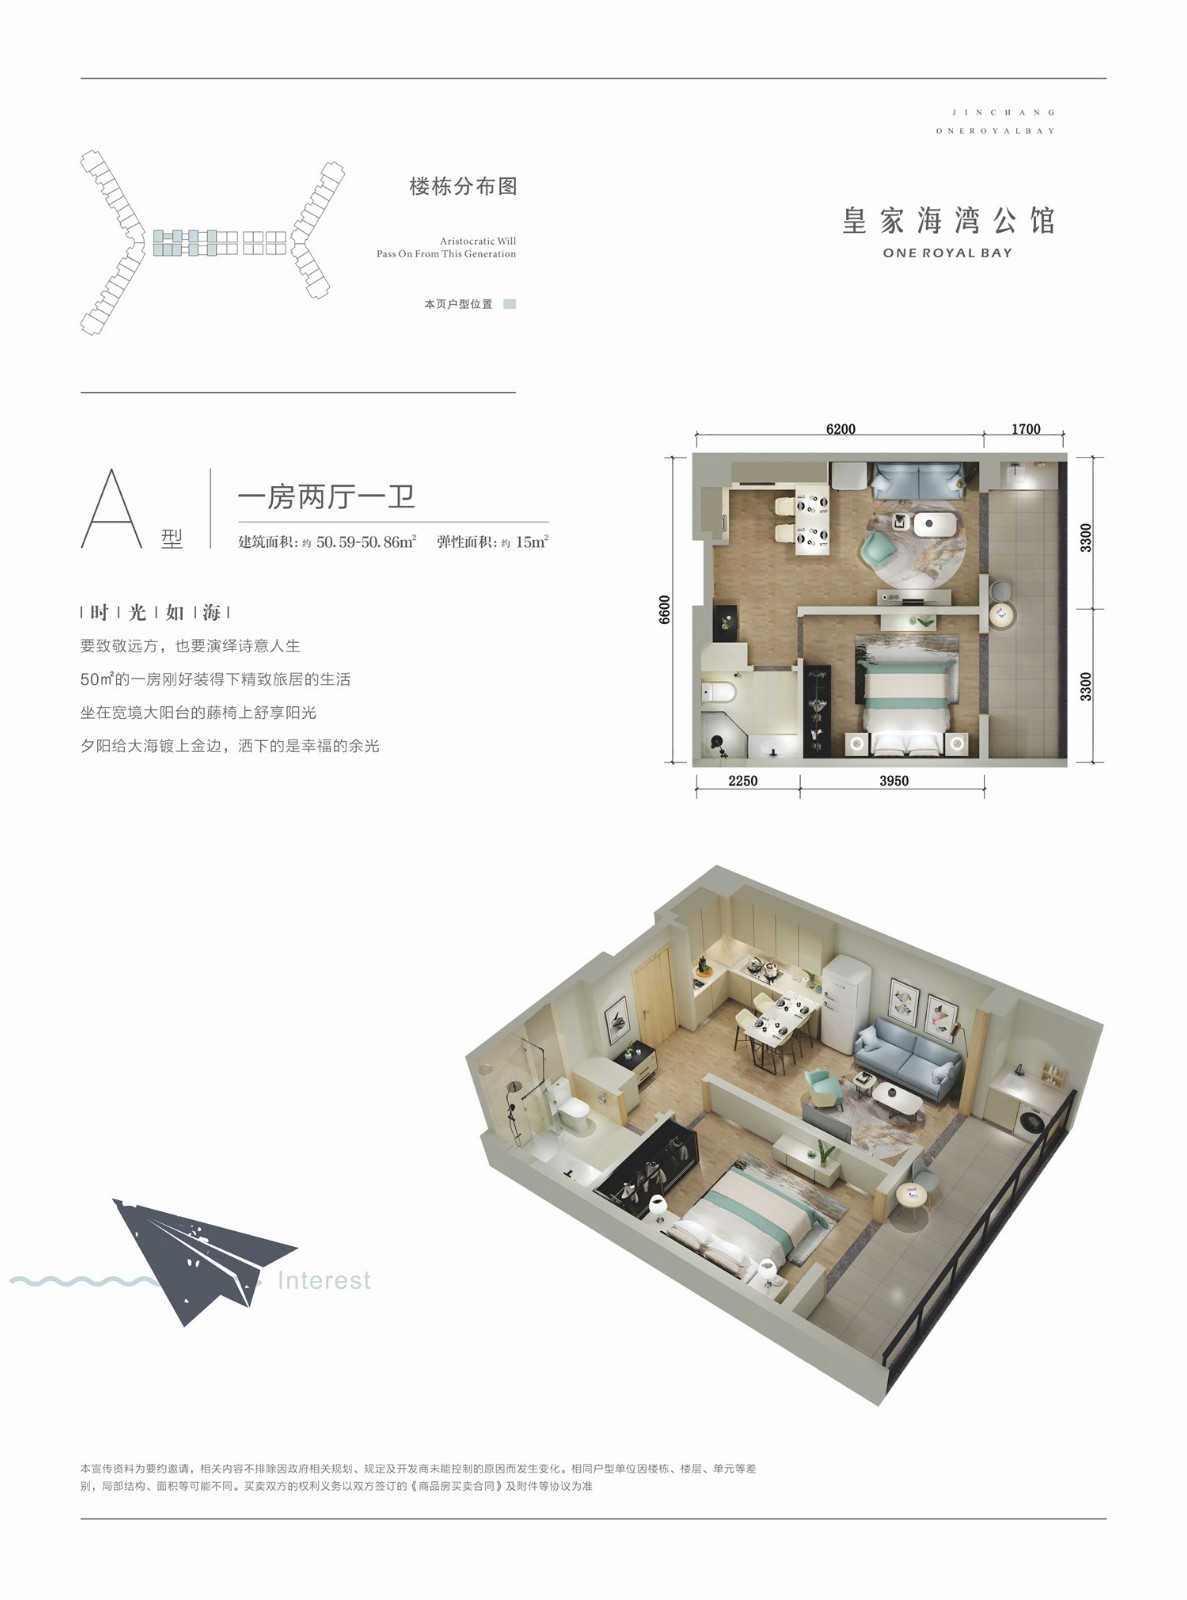 JINCHANG
ONEROYALBAY
楼栋分布图
皇家海湾公馆
ONE ROYAL BAY
Aristocratic Will
Pass On From This Generation
本页户型位置
A型
一房两厅一卫
建筑面积：约 50.59-50.86m² 弹性面积：约 15m²
|时|光|如|海|
要致敬远方，也要演绎诗意人生
50㎡的一房刚好装得下精致旅居的生活
坐在宽境大阳台的藤椅上舒享阳光
夕阳给大海镀上金边，洒下的是幸福的余光
6200
1700
6600
3300
3300
2250
3950
Interest
本宣传资料为要约邀请，相关内容不排除因政府相关规划、规定及开发商未能控制的原因而发生变化。相同户型单位因楼栋、楼层、单元等差
别，局部结构、面积等可能不同。买卖双方的权利义务以双方签订的《商品房买卖合同》及附件等协议为准